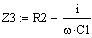 Z3 := R2 − i/(ω·C1)